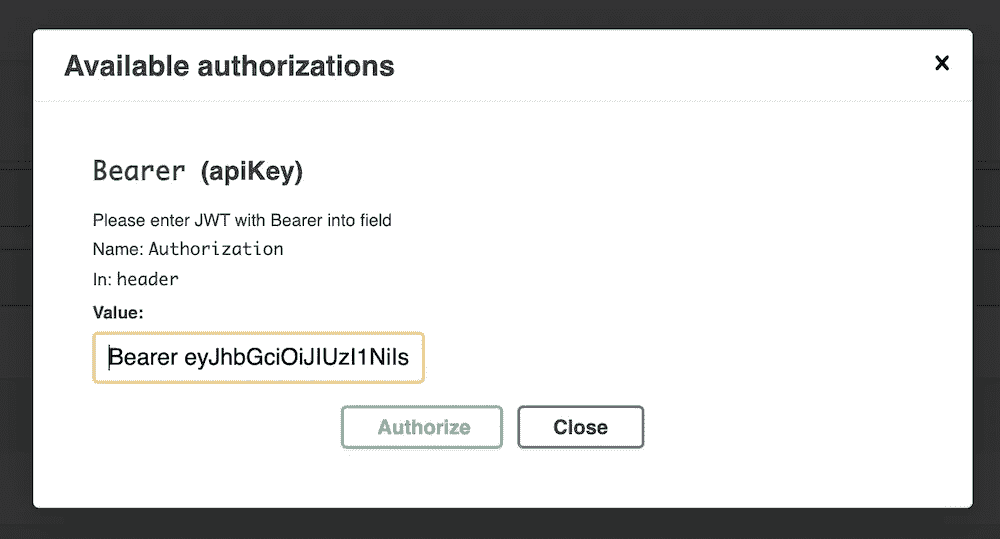 Available authorizations
Bearer (apiKey)
Please enter JWT with Bearer into field
Name: Authorization
In: header
Value:
Bearer eyJhbGciOiJIUzI1NiIs
Authorize Close